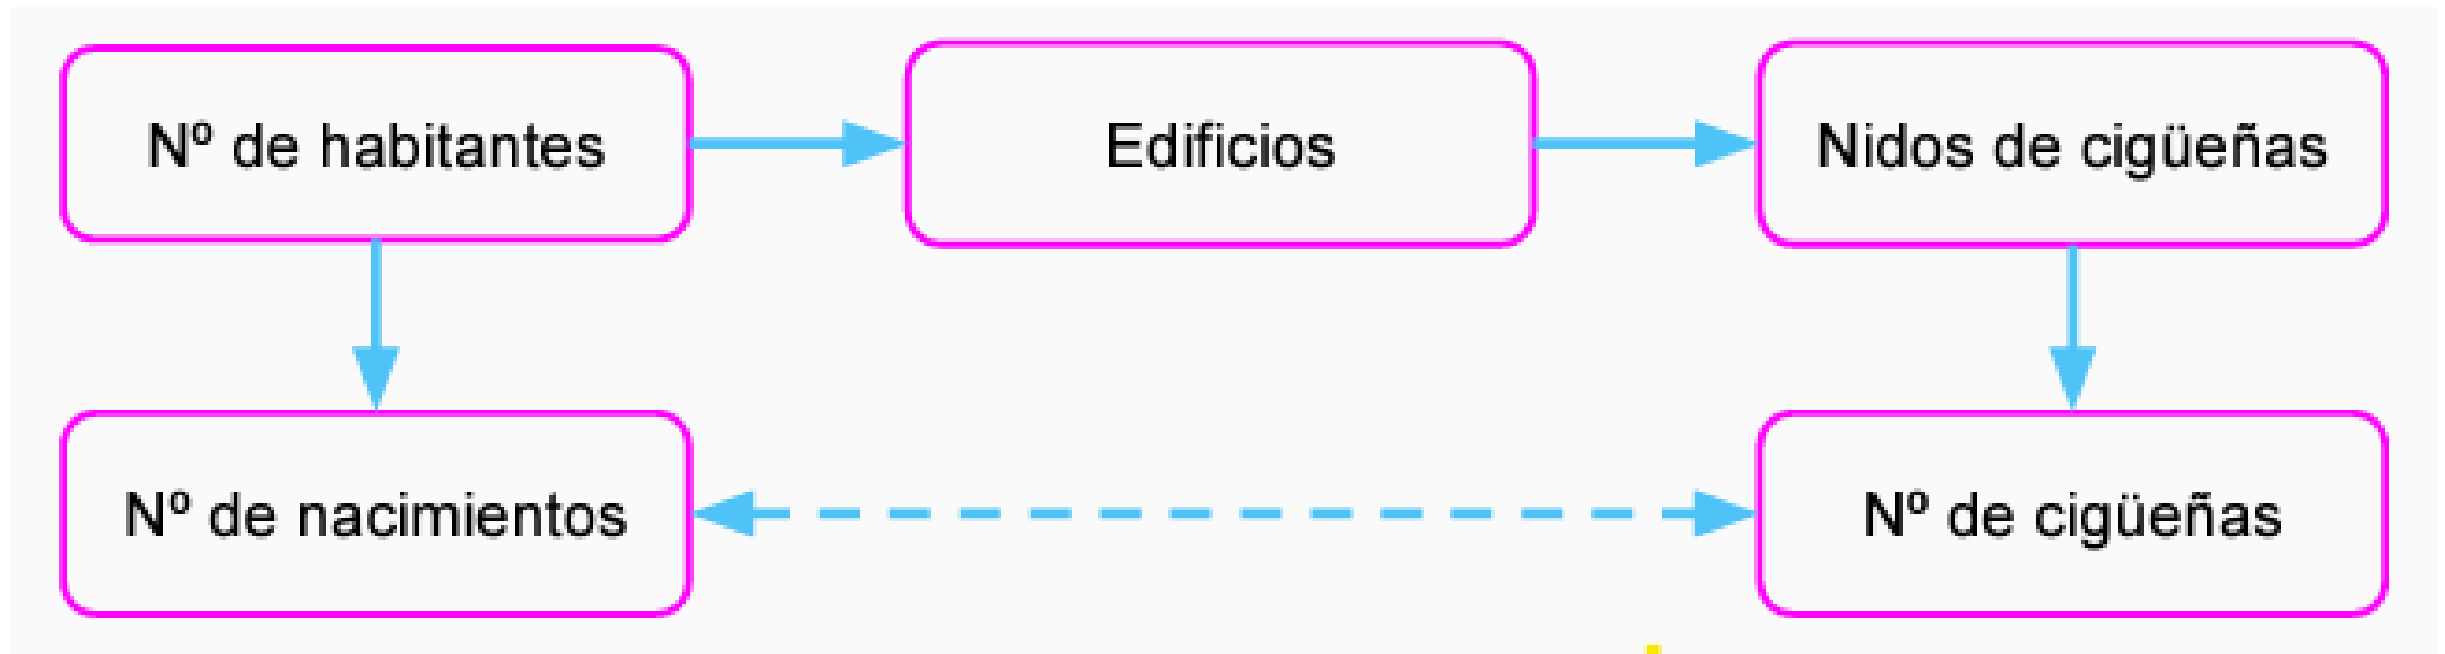 Nº de habitantes
Edificios
Nidos de cigüeñas
Nº de nacimientos
Nº de cigüeñas